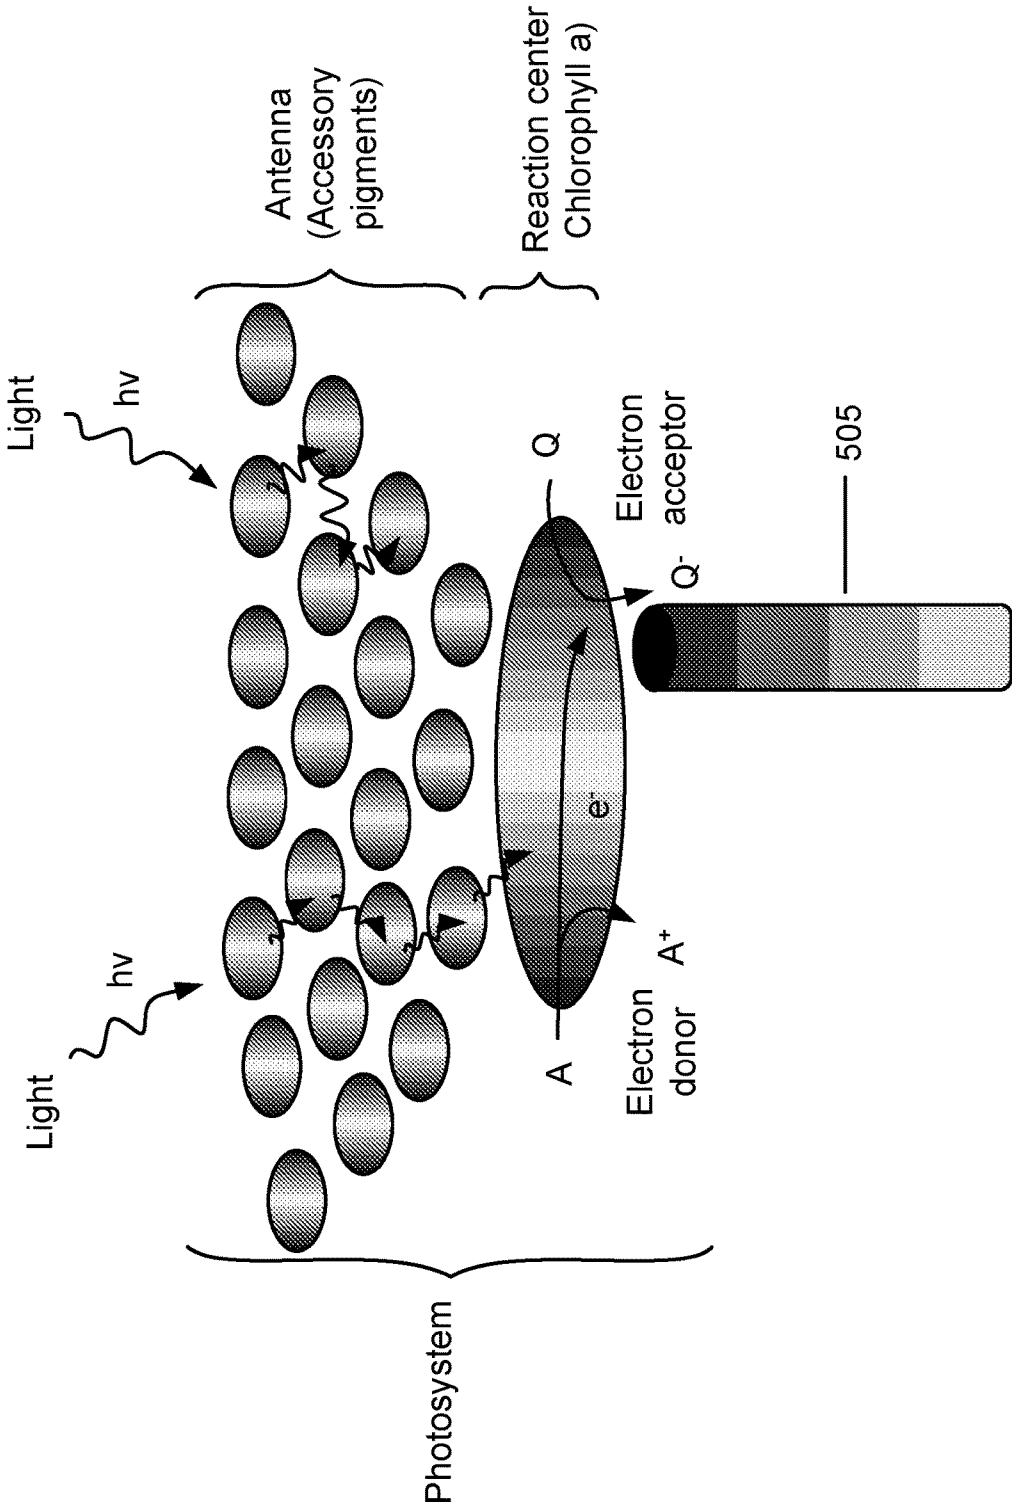 Light
hv
Light
hv
Antenna
(Accessory
pigments)
Reaction center
Chlorophyll a)
Photosystem
A
e-
Q
Electron
donor
A+
Q-
Electron
acceptor
505